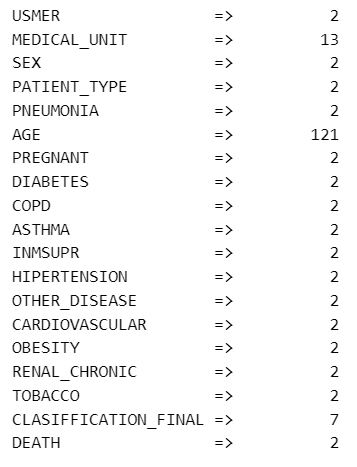 USMER => 2
MEDICAL_UNIT => 13
SEX => 2
PATIENT_TYPE => 2
PNEUMONIA => 2
AGE => 121
PREGNANT => 2
DIABETES => 2
COPD => 2
ASTHMA => 2
INMSUPR => 2
HIPERTENSION => 2
OTHER_DISEASE => 2
CARDIOVASCULAR => 2
OBESITY => 2
RENAL_CHRONIC => 2
TOBACCO => 2
CLASIFFICATION_FINAL => 7
DEATH => 2